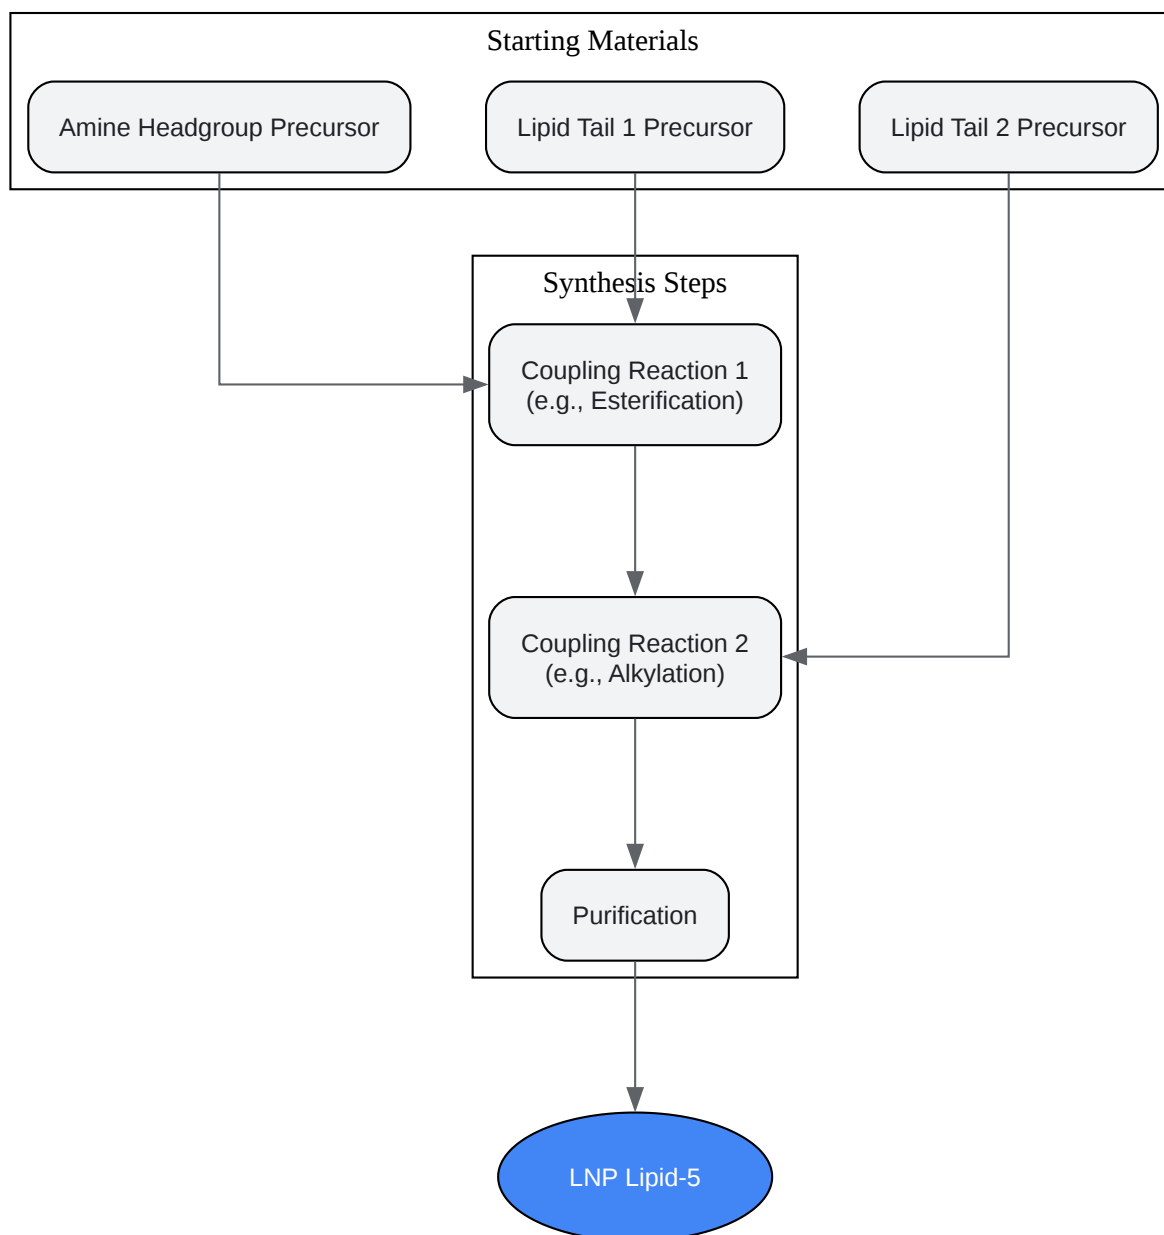 Starting Materials
Amine Headgroup Precursor
Lipid Tail 1 Precursor
Lipid Tail 2 Precursor
Synthesis Steps
Coupling Reaction 1
(e.g., Esterification)
Coupling Reaction 2
(e.g., Alkylation)
Purification
LNP Lipid-5